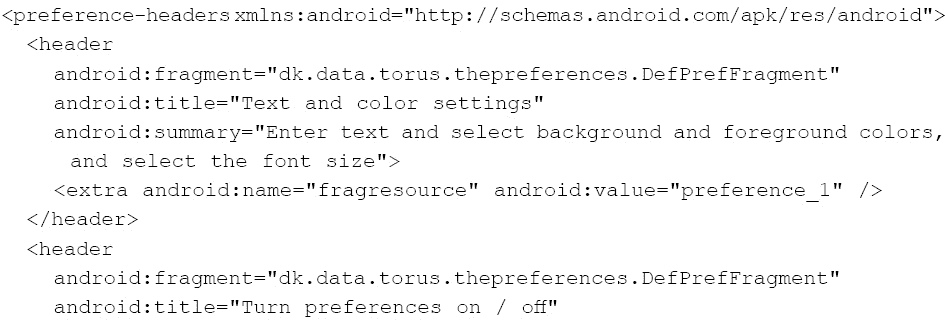 <preference-headers xmlns:android="http://schemas.android.com/apk/res/android">
<header
android:fragment="dk.data.torus.thepreferences.DefPrefFragment"
android:title="Text and color settings"
android:summary="Enter text and select background and foreground colors,
and select the font size">
<extra android:name="fragresource" android:value="preference_1" />
</header>
<header
android:fragment="dk.data.torus.thepreferences.DefPrefFragment"
android:title="Turn preferences on / off"